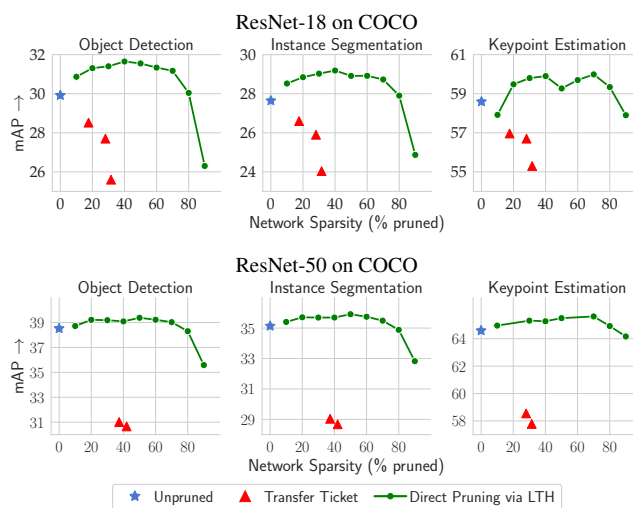 ResNet-18 on COCO
Object Detection
Instance Segmentation
Keypoint Estimation
mAP →
32
30
28
26
30
28
26
24
61
59
57
55
0 20 40 60 80
0 20 40 60 80
0 20 40 60 80
Network Sparsity (% pruned)
ResNet-50 on COCO
Object Detection
Instance Segmentation
Keypoint Estimation
mAP →
39
37
35
33
31
35
33
31
29
64
62
60
58
0 20 40 60 80
0 20 40 60 80
0 20 40 60 80
Network Sparsity (% pruned)
Unpruned
Transfer Ticket
Direct Pruning via LTH